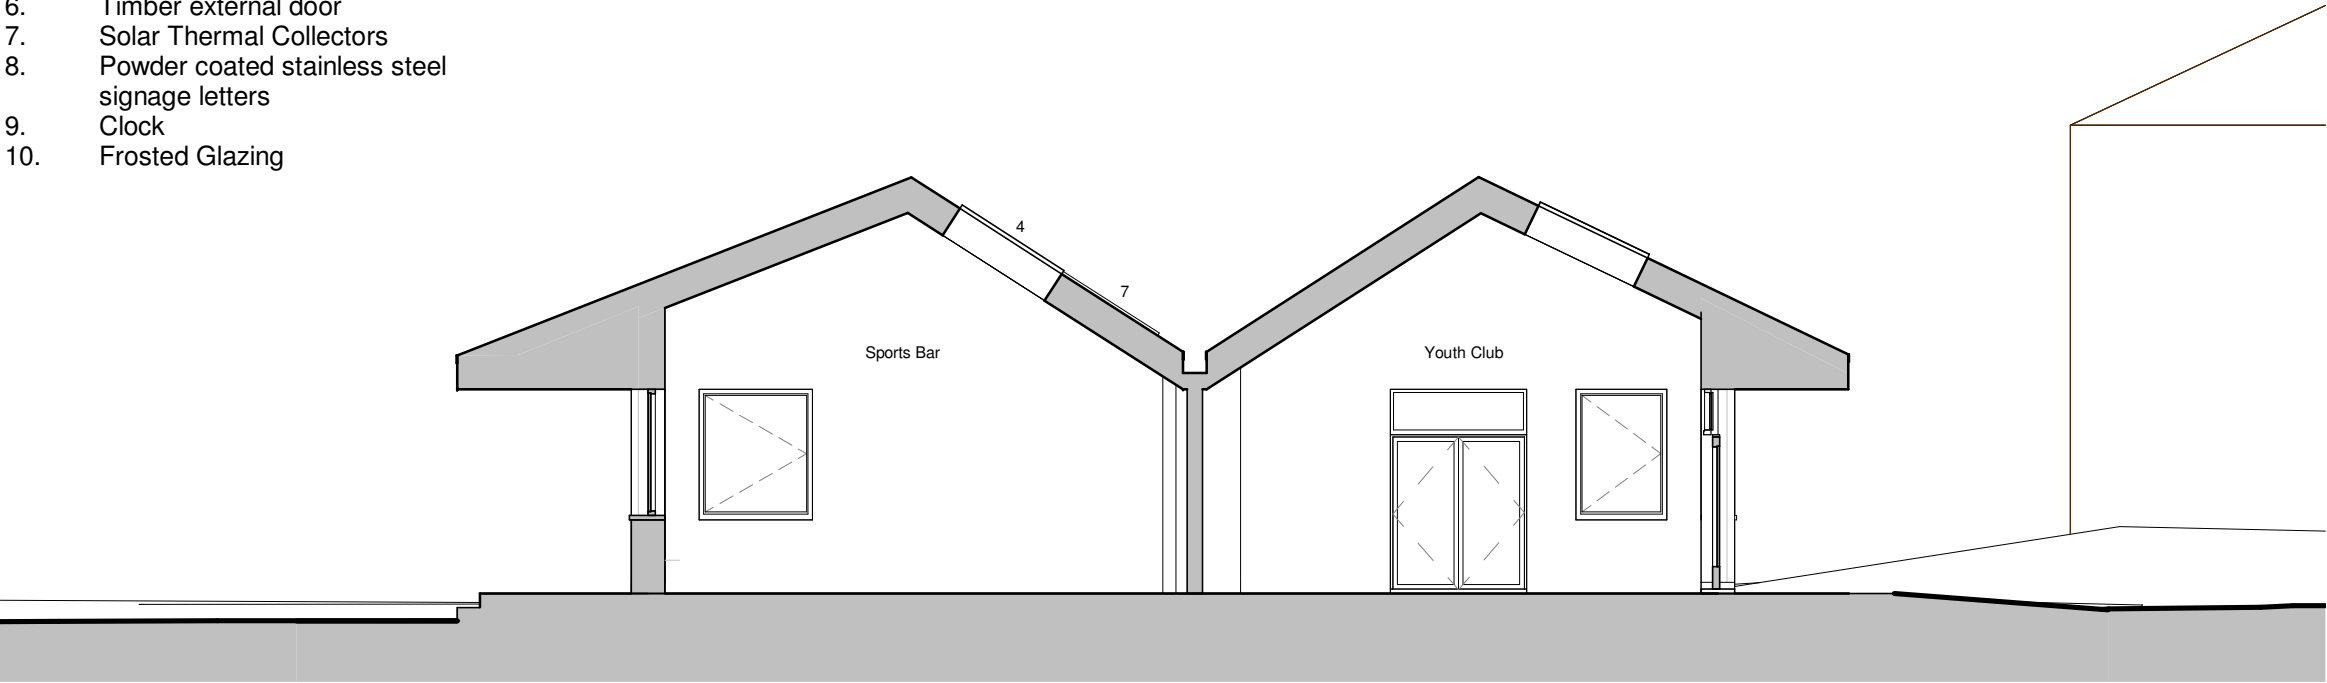 6. Timber external door
7. Solar Thermal Collectors
8. Powder coated stainless steel
signage letters
9. Clock
10. Frosted Glazing
4
7
Sports Bar
Youth Club